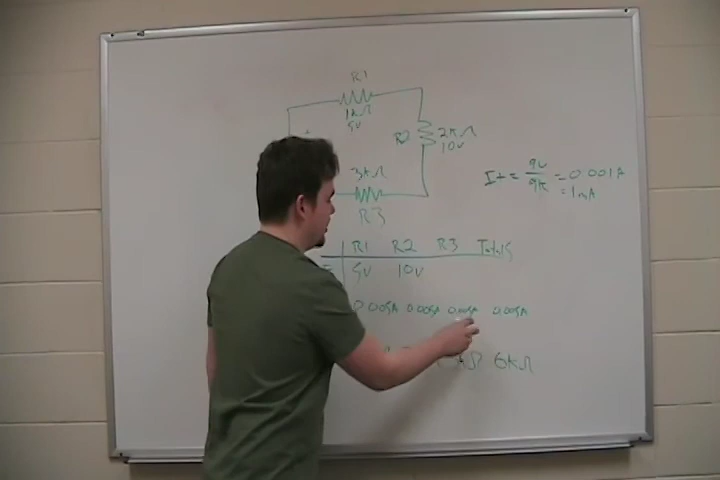 R1
1kΩ
5v
R2 2kΩ
10v
3kΩ
R3
It = 9v/9k = 0.001A
= 1mA
R1 R2 R3 Totals
5v 10v
0.005A 0.005A 0.005A 0.005A
6kΩ